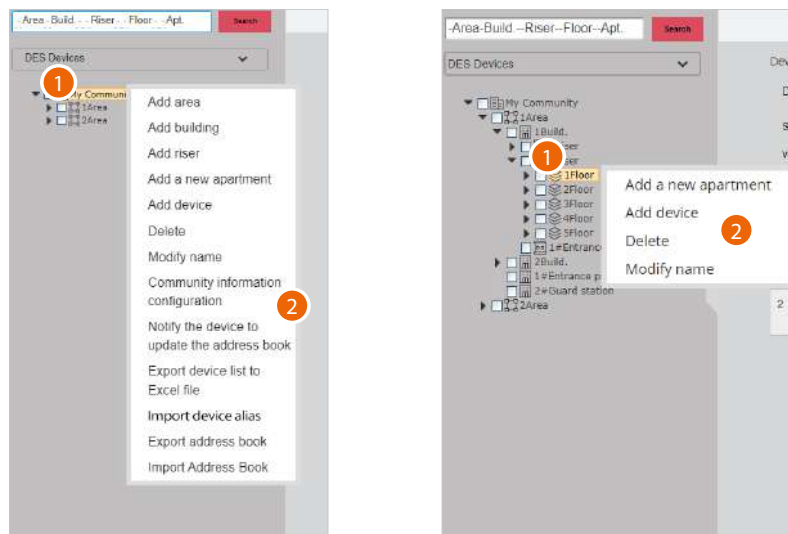 -Area-Build.--Riser--Floor--Apt.
Search
DES Devices
1
My Communi
1Area
2Area
Add area
Add building
Add riser
Add a new apartment
Add device
Delete
Modify name
Community information
configuration
2
Notify the device to
update the address book
Export device list to
Excel file
Import device alias
Export address book
Import Address Book
-Area-Build.--Riser--Floor--Apt.
Search
DES Devices
Dev
D
S
V
My Community
1Area
1Build.
ser
1
ser
1Floor
2Floor
3Floor
4Floor
5Floor
1#Entranc
2Build.
1#Entrance p
2#Guard station
2Area
Add a new apartment
Add device
Delete
2
Modify name
2